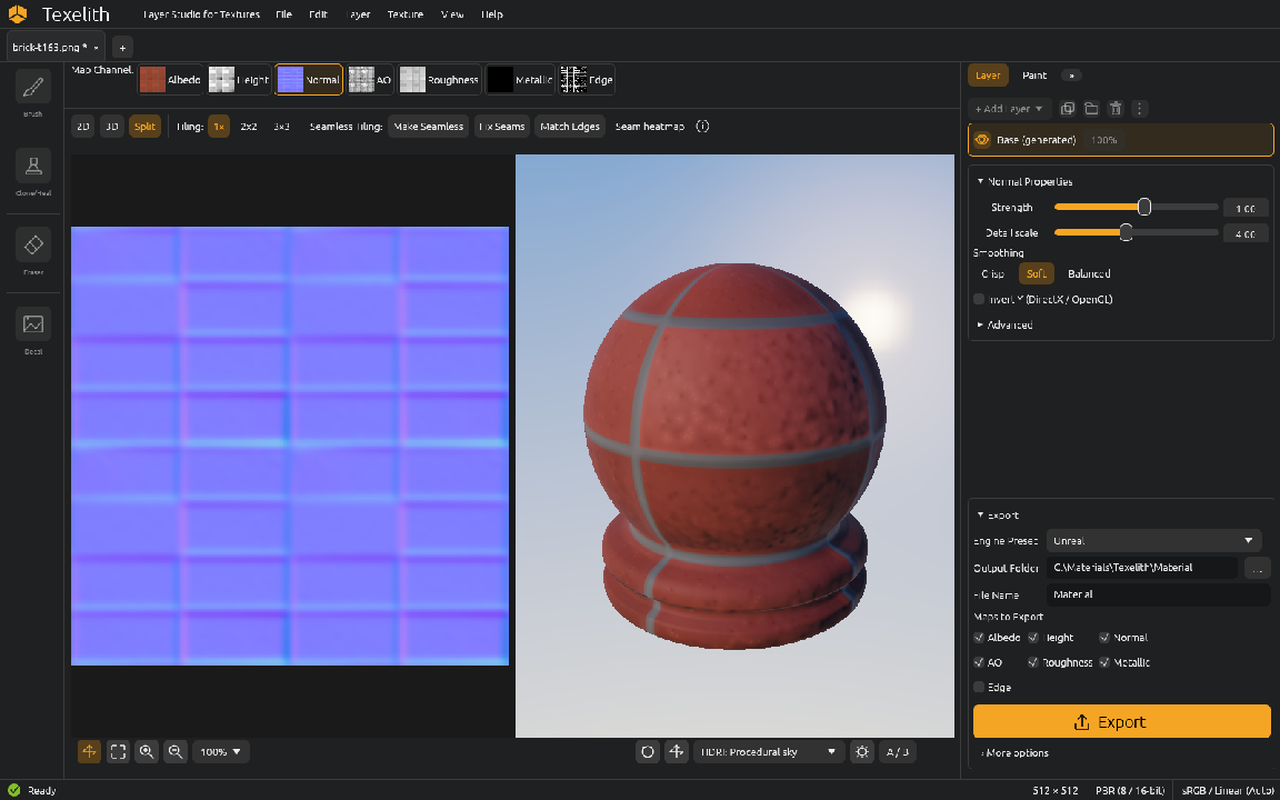 Texelith
Layer Studio for Textures File Edit Layer Texture View Help
brick-t163.png *
+
Map Channel: Albedo Height Normal AO Roughness Metallic Edge
Layer Paint »
+ Add Layer
2D 3D Split Tiling: 1x 2x2 3x3 Seamless Tiling: Make Seamless Fix Seams Match Edges Seam heatmap
Base (generated) 100%
Brush
Clone/Heal
Eraser
Decal
Normal Properties
Strength 1.00
Detail scale 4.00
Smoothing
Crisp Soft Balanced
Invert Y (DirectX / OpenGL)
Advanced
Export
Engine Preset Unreal
Output Folder C:\Materials\Texelith\Material ...
File Name Material
Maps to Export
Albedo Height Normal
AO Roughness Metallic
Edge
Export
More options
100% HDRI: Procedural sky A / B
Ready 512 × 512 PBR (8 / 16-bit) sRGB / Linear (Auto)